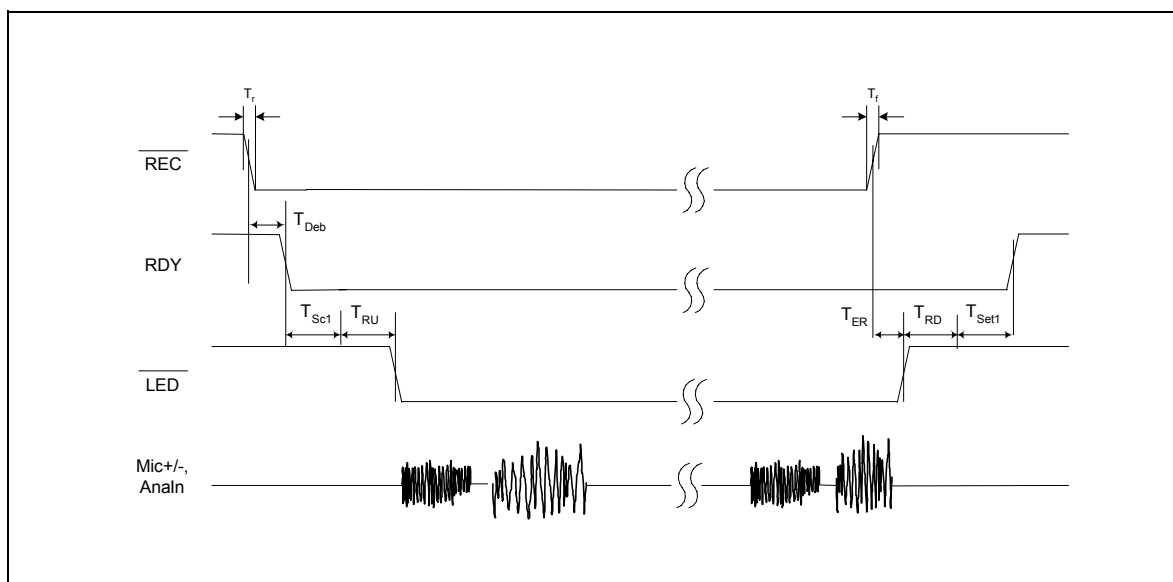 Tr
Tf
REC
TDeb
RDY
TSc1
TRU
TER
TRD
TSet1
LED
Mic+/-,
AnaIn